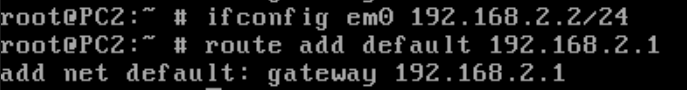 root@PC2:~ # ifconfig em0 192.168.2.2/24
root@PC2:~ # route add default 192.168.2.1
add net default: gateway 192.168.2.1